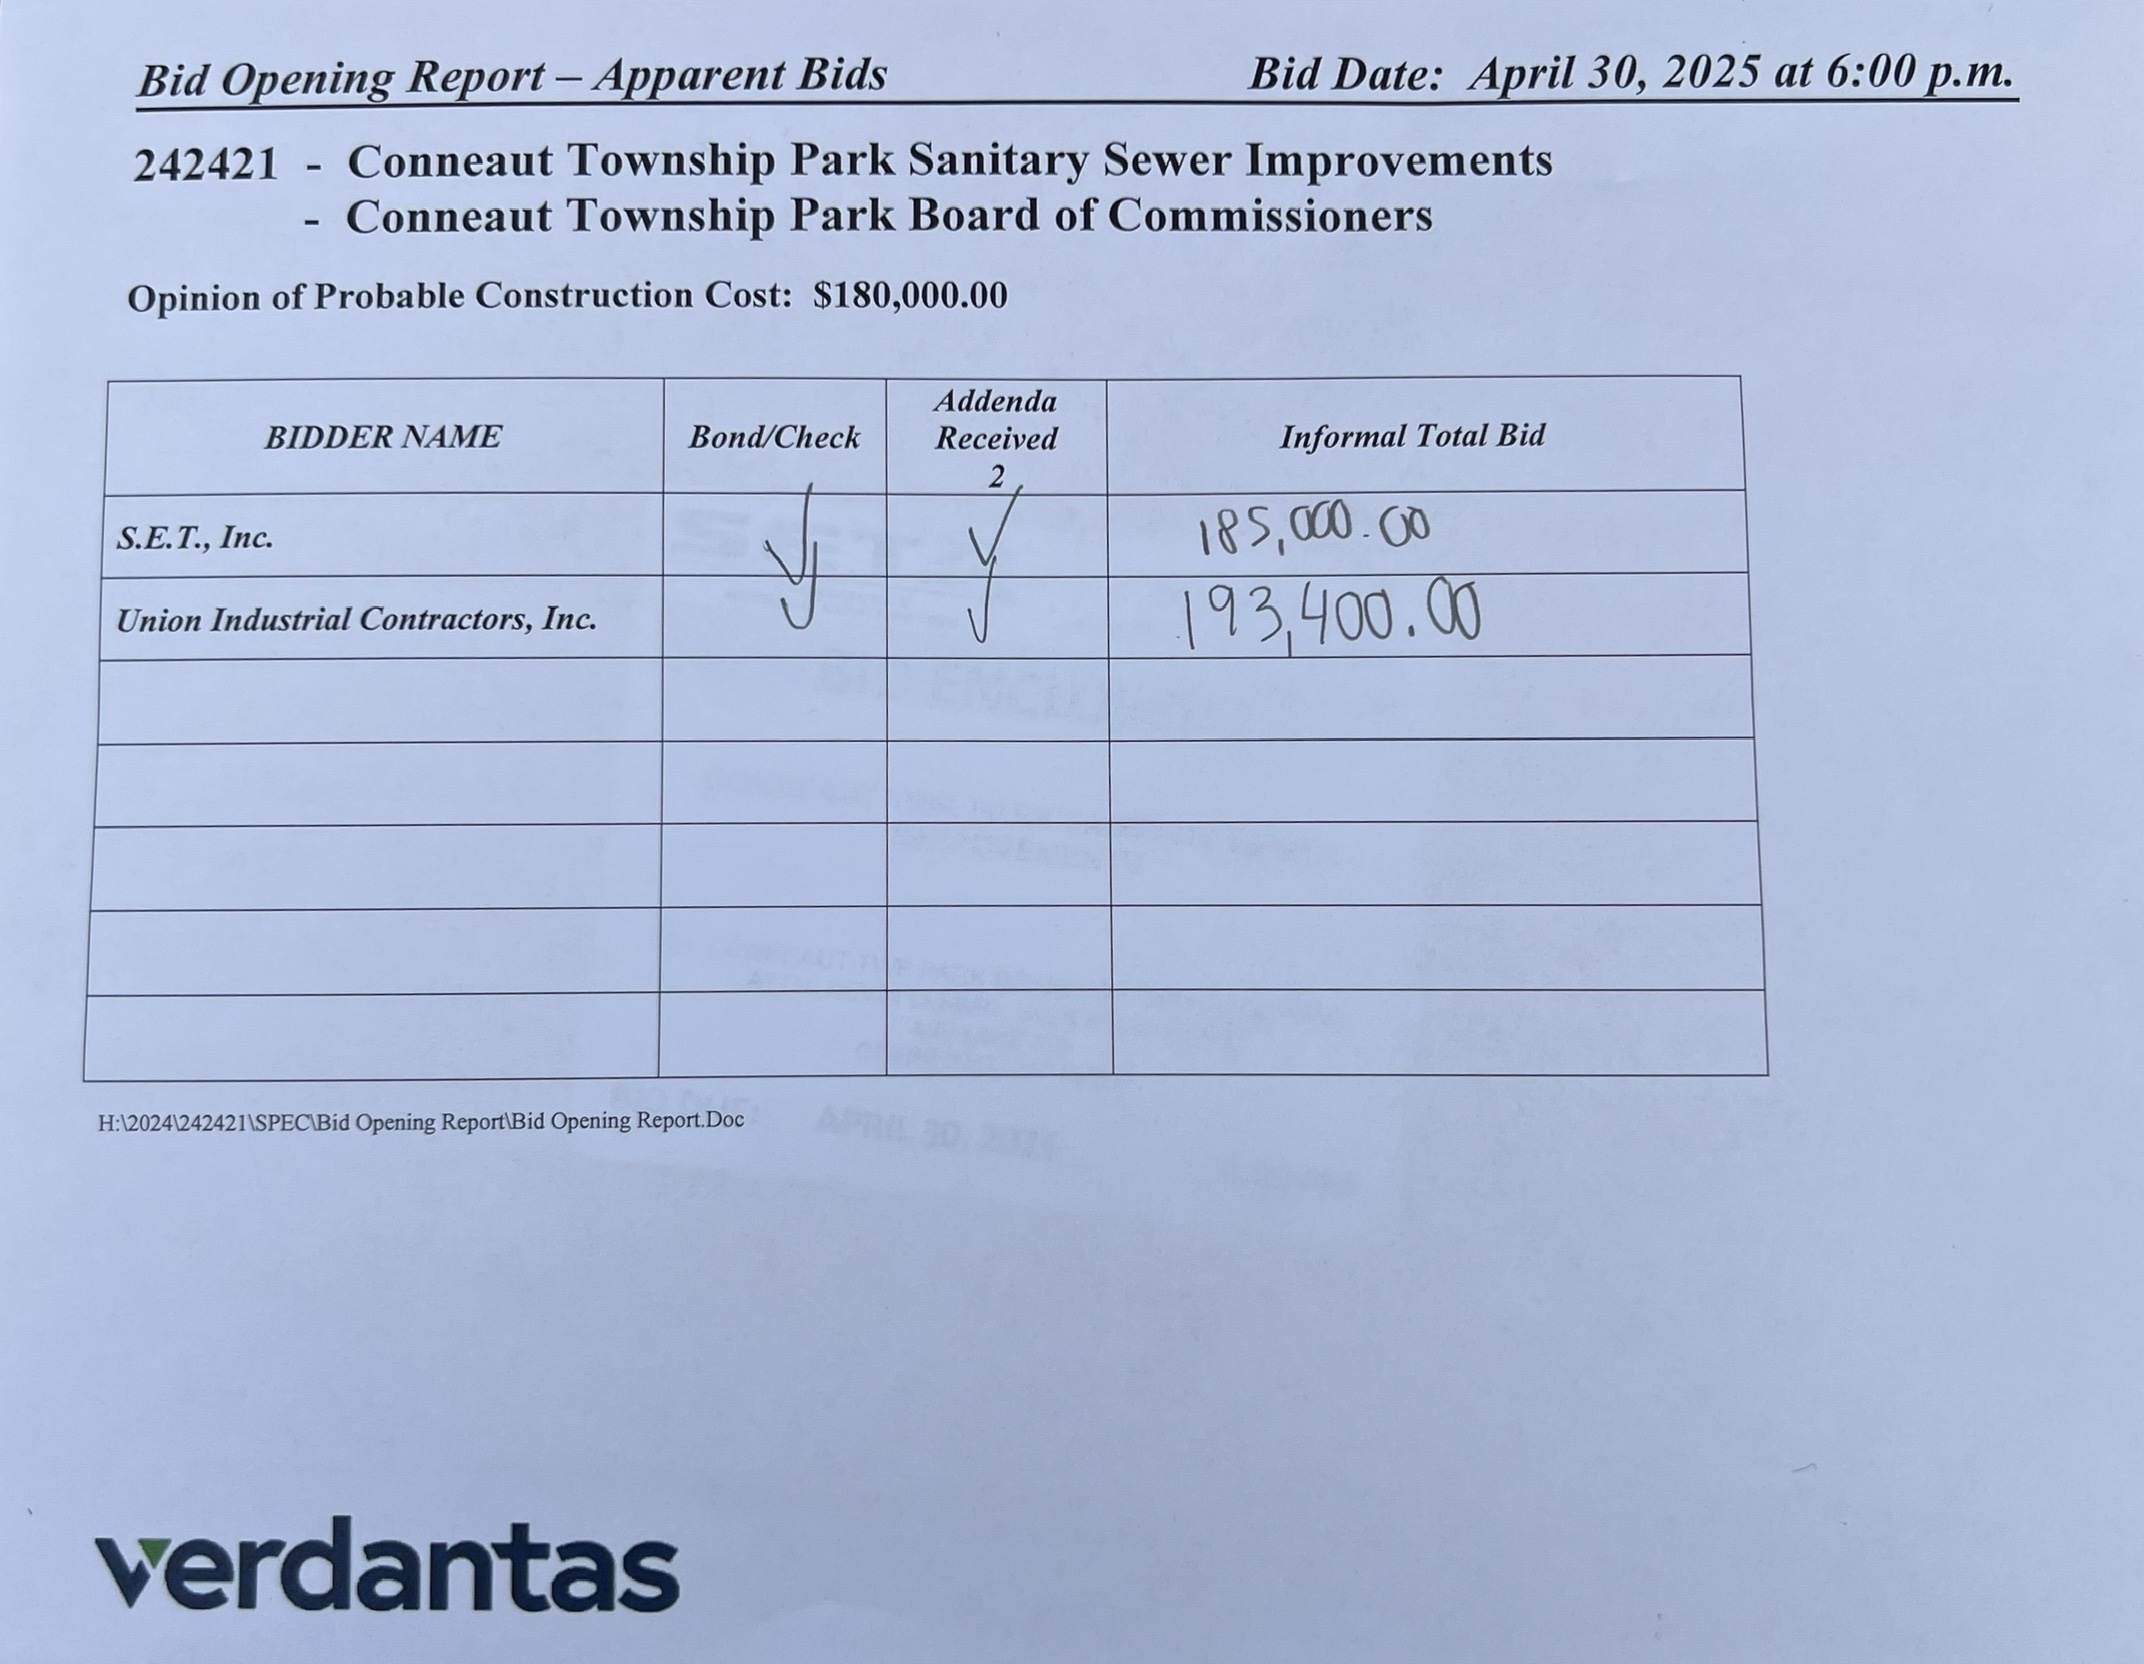 Bid Opening Report – Apparent Bids Bid Date: April 30, 2025 at 6:00 p.m.
242421 - Conneaut Township Park Sanitary Sewer Improvements
- Conneaut Township Park Board of Commissioners
Opinion of Probable Construction Cost: $180,000.00
BIDDER NAME Bond/Check Addenda Received 2 Informal Total Bid
S.E.T., Inc. ✓ ✓ 185,000.00
Union Industrial Contractors, Inc. ✓ ✓ 193,400.00
H:\2024\242421\SPEC\Bid Opening Report\Bid Opening Report.Doc
verdantas